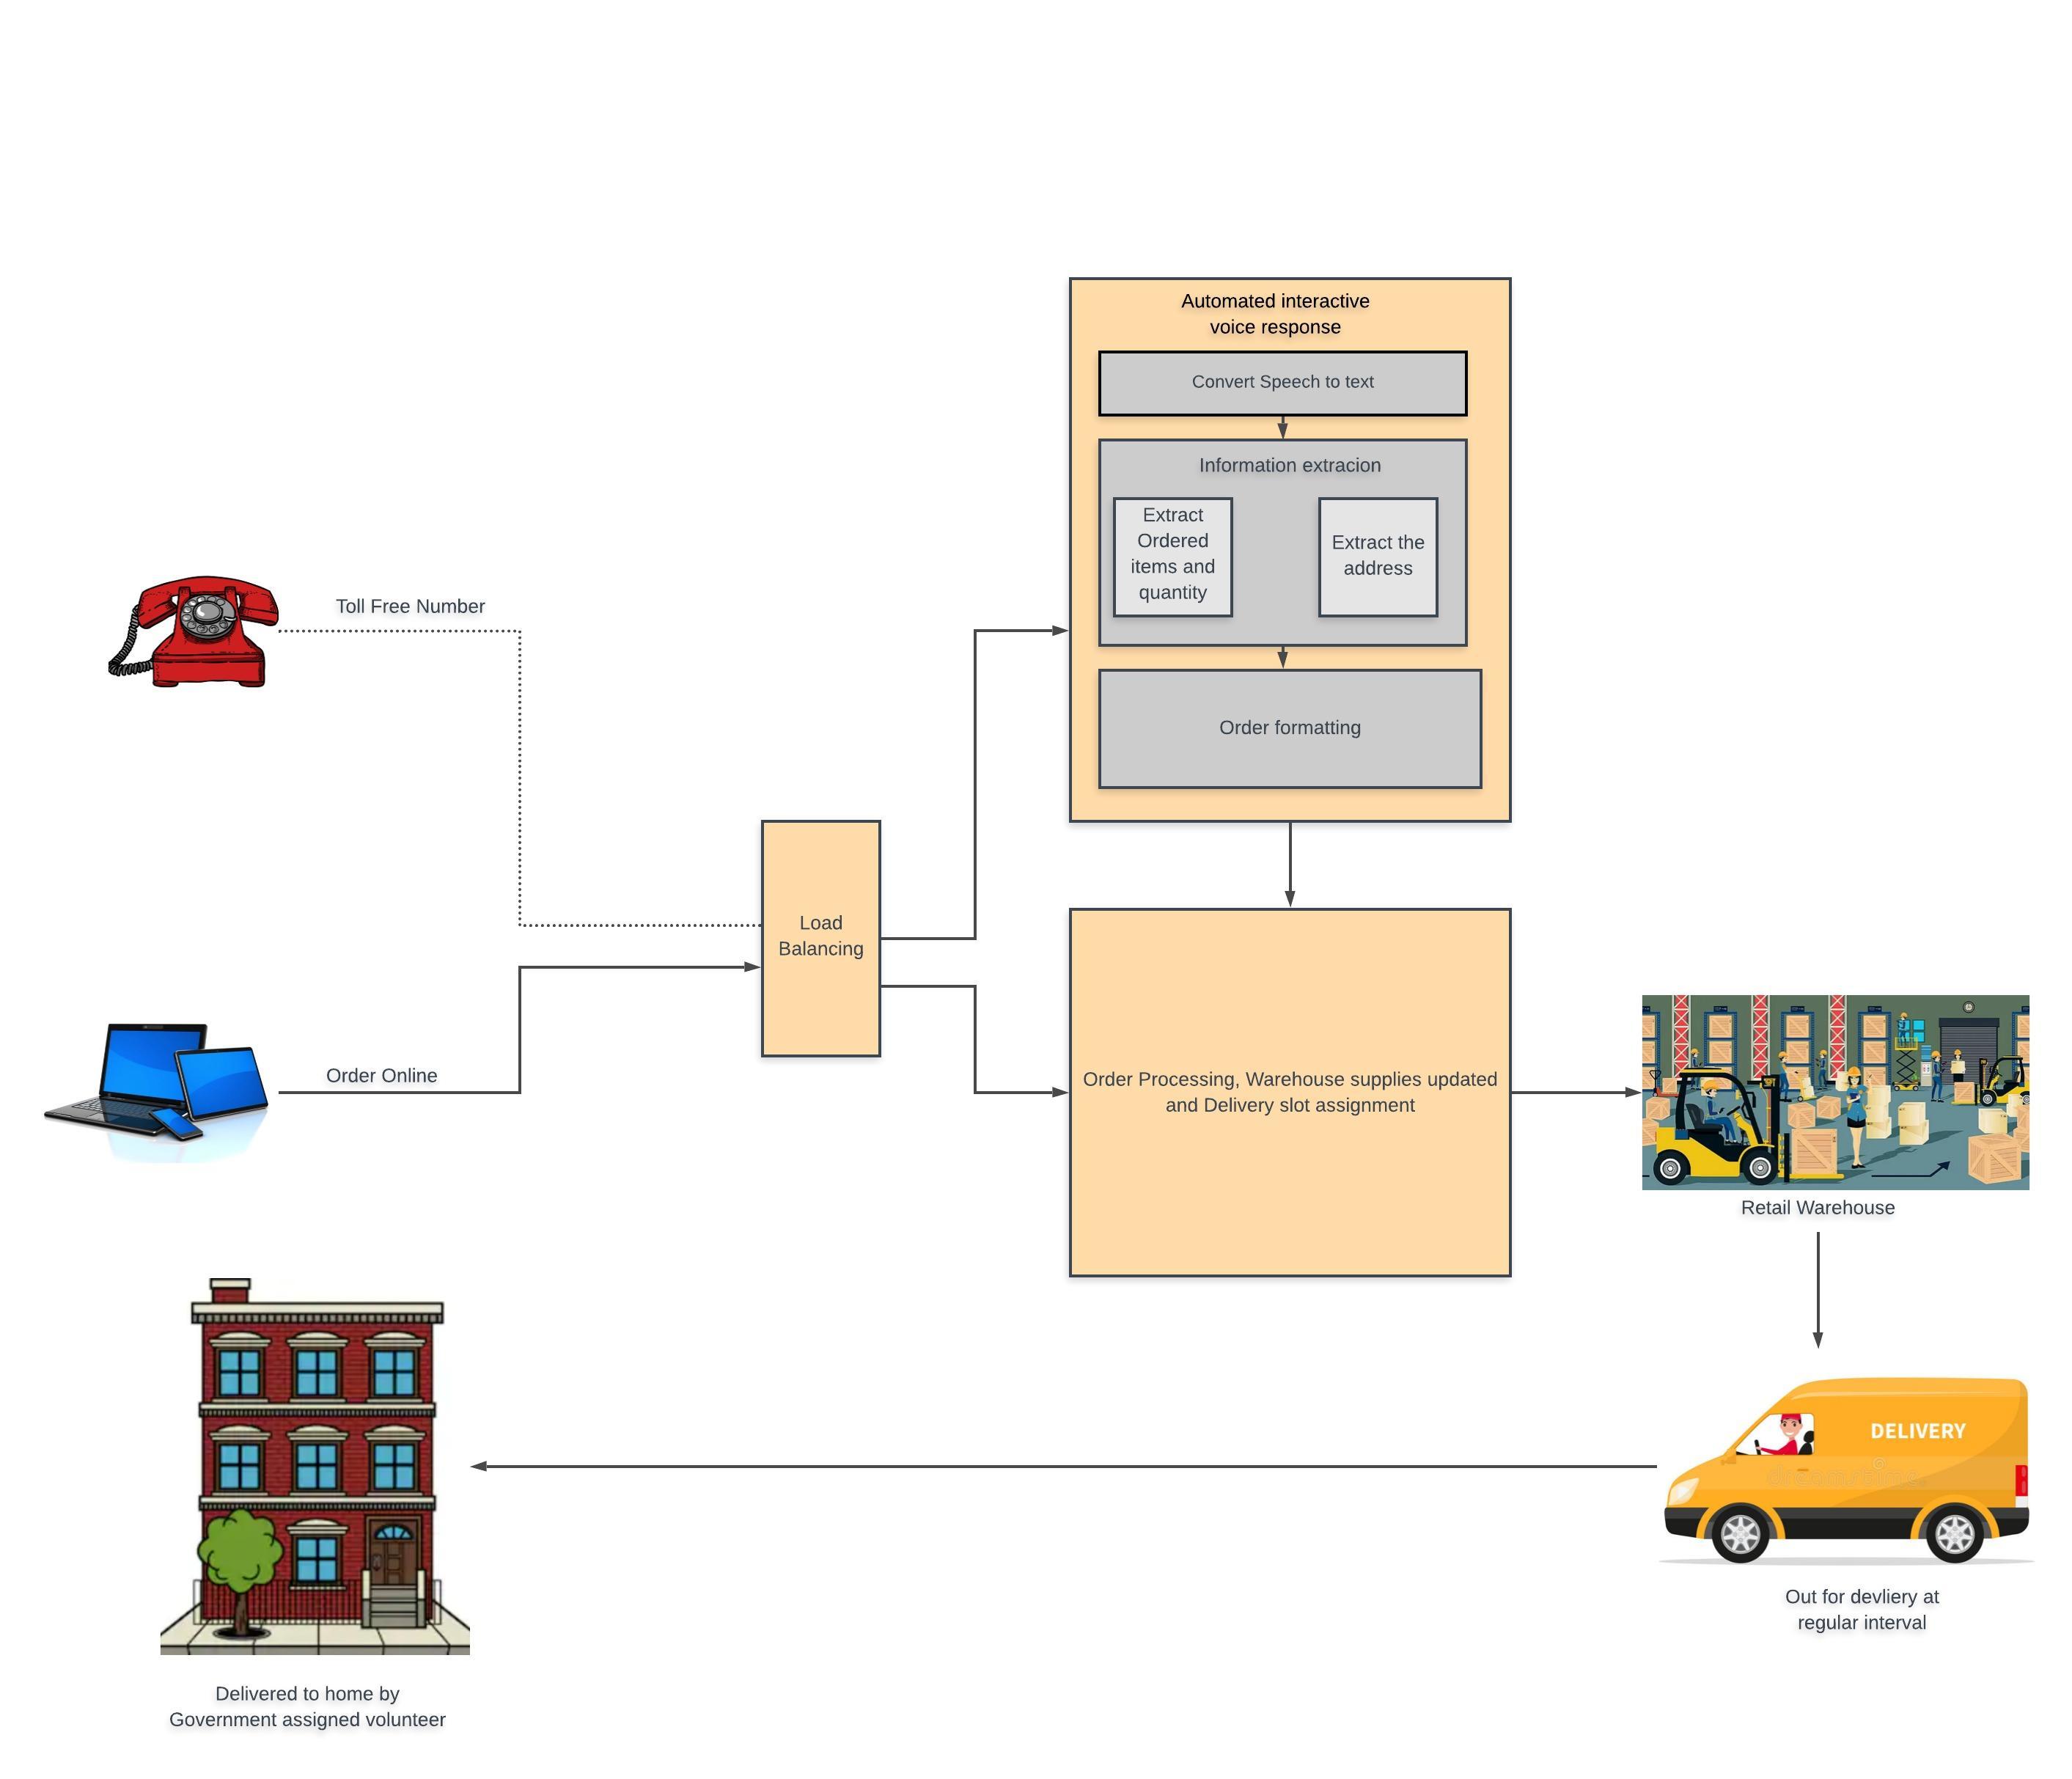 Automated interactive
voice response
Convert Speech to text
Information extracion
Extract
Ordered
items and
quantity
Extract the
address
Order formatting
Toll Free Number
Load
Balancing
Order Online
Order Processing, Warehouse supplies updated
and Delivery slot assignment
Retail Warehouse
DELIVERY
Out for devliery at
regular interval
Delivered to home by
Government assigned volunteer